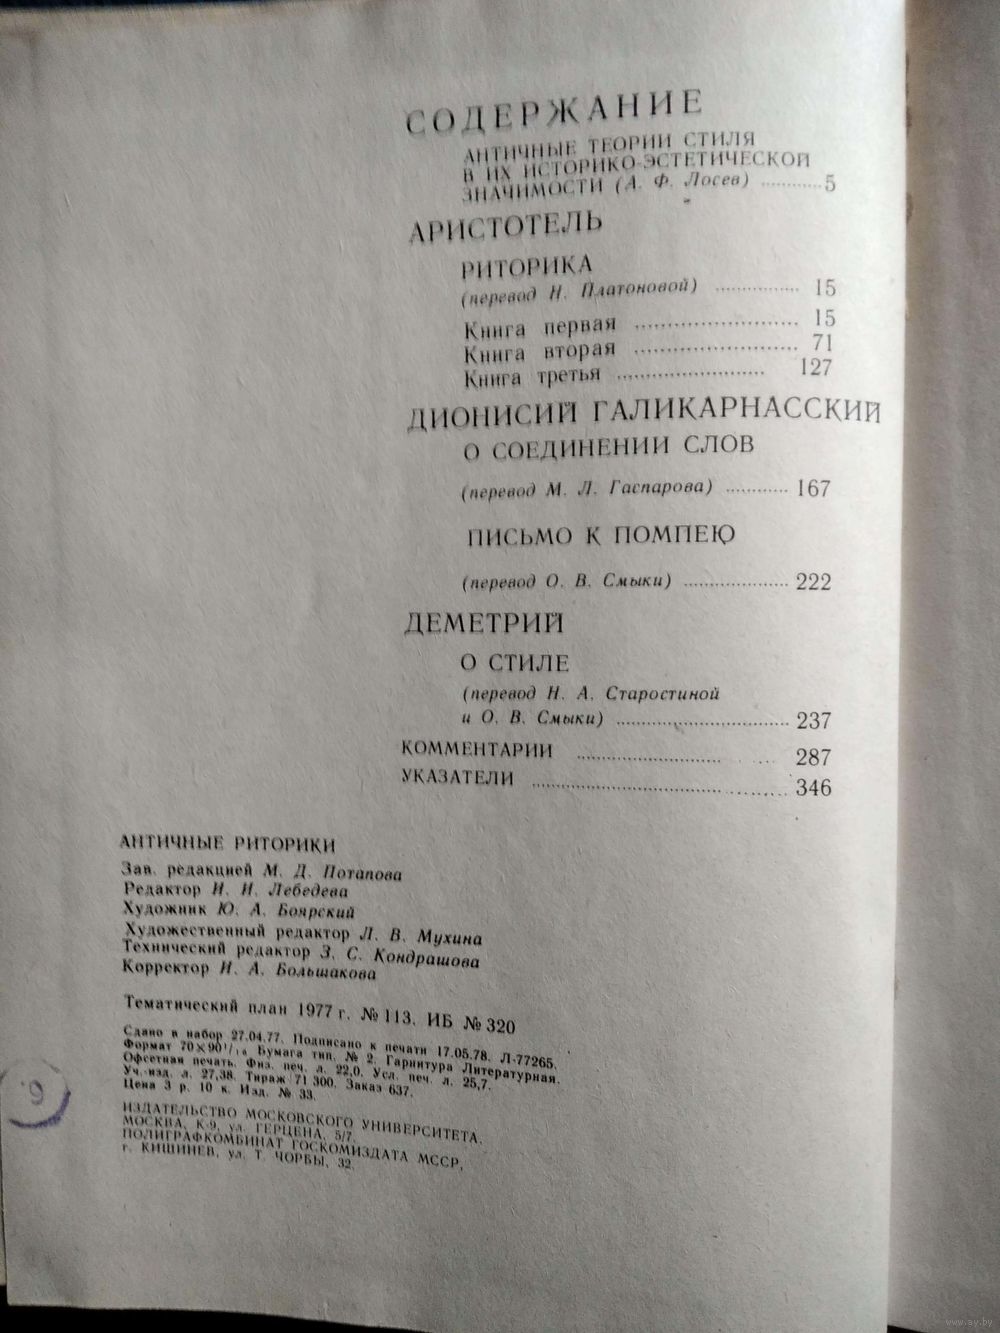 СОДЕРЖАНИЕ
АНТИЧНЫЕ ТЕОРИИ СТИЛЯ
В ИХ ИСТОРИКО-ЭСТЕТИЧЕСКОЙ
ЗНАЧИМОСТИ (А. Ф. Лосев) ............ 5
АРИСТОТЕЛЬ
РИТОРИКА
(перевод Н. Платоновой) ............... 15
Книга первая ........................... 15
Книга вторая ........................... 71
Книга третья ........................ 127
ДИОНИСИЙ ГАЛИКАРНАССКИЙ
О СОЕДИНЕНИИ СЛОВ
(перевод М. Л. Гаспарова) ............ 167
ПИСЬМО К ПОМПЕЮ
(перевод О. В. Смыки) .................... 222
ДЕМЕТРИЙ
О СТИЛЕ
(перевод Н. А. Старостиной
и О. В. Смыки) ................................ 237
КОММЕНТАРИИ ............................ 287
УКАЗАТЕЛИ ................................................ 346
АНТИЧНЫЕ РИТОРИКИ
Зав. редакцией М. Д. Потапова
Редактор Н. Н. Лебедева
Художник Ю. А. Боярский
Художественный редактор Л. В. Мухина
Технический редактор З. С. Кондрашова
Корректор И. А. Большакова
Тематический план 1977 г. № 113. ИБ № 320
Сдано в набор 27.04.77. Подписано к печати 17.05.78. Л-77265.
Формат 70×90¹/₁₆ Бумага тип. № 2. Гарнитура Литературная.
Офсетная печать. Физ. печ. л. 22,0. Усл. печ. л. 25,7.
Уч.-изд. л. 27,38. Тираж 71 300. Заказ 637.
Цена 3 р. 10 к. Изд. № 33.
ИЗДАТЕЛЬСТВО МОСКОВСКОГО УНИВЕРСИТЕТА.
МОСКВА, К-9, ул. ГЕРЦЕНА, 5/7.
ПОЛИГРАФКОМБИНАТ ГОСКОМИЗДАТА МССР,
г. КИШИНЕВ, ул. Т. ЧОРБЫ, 32.
9
www.ay.by